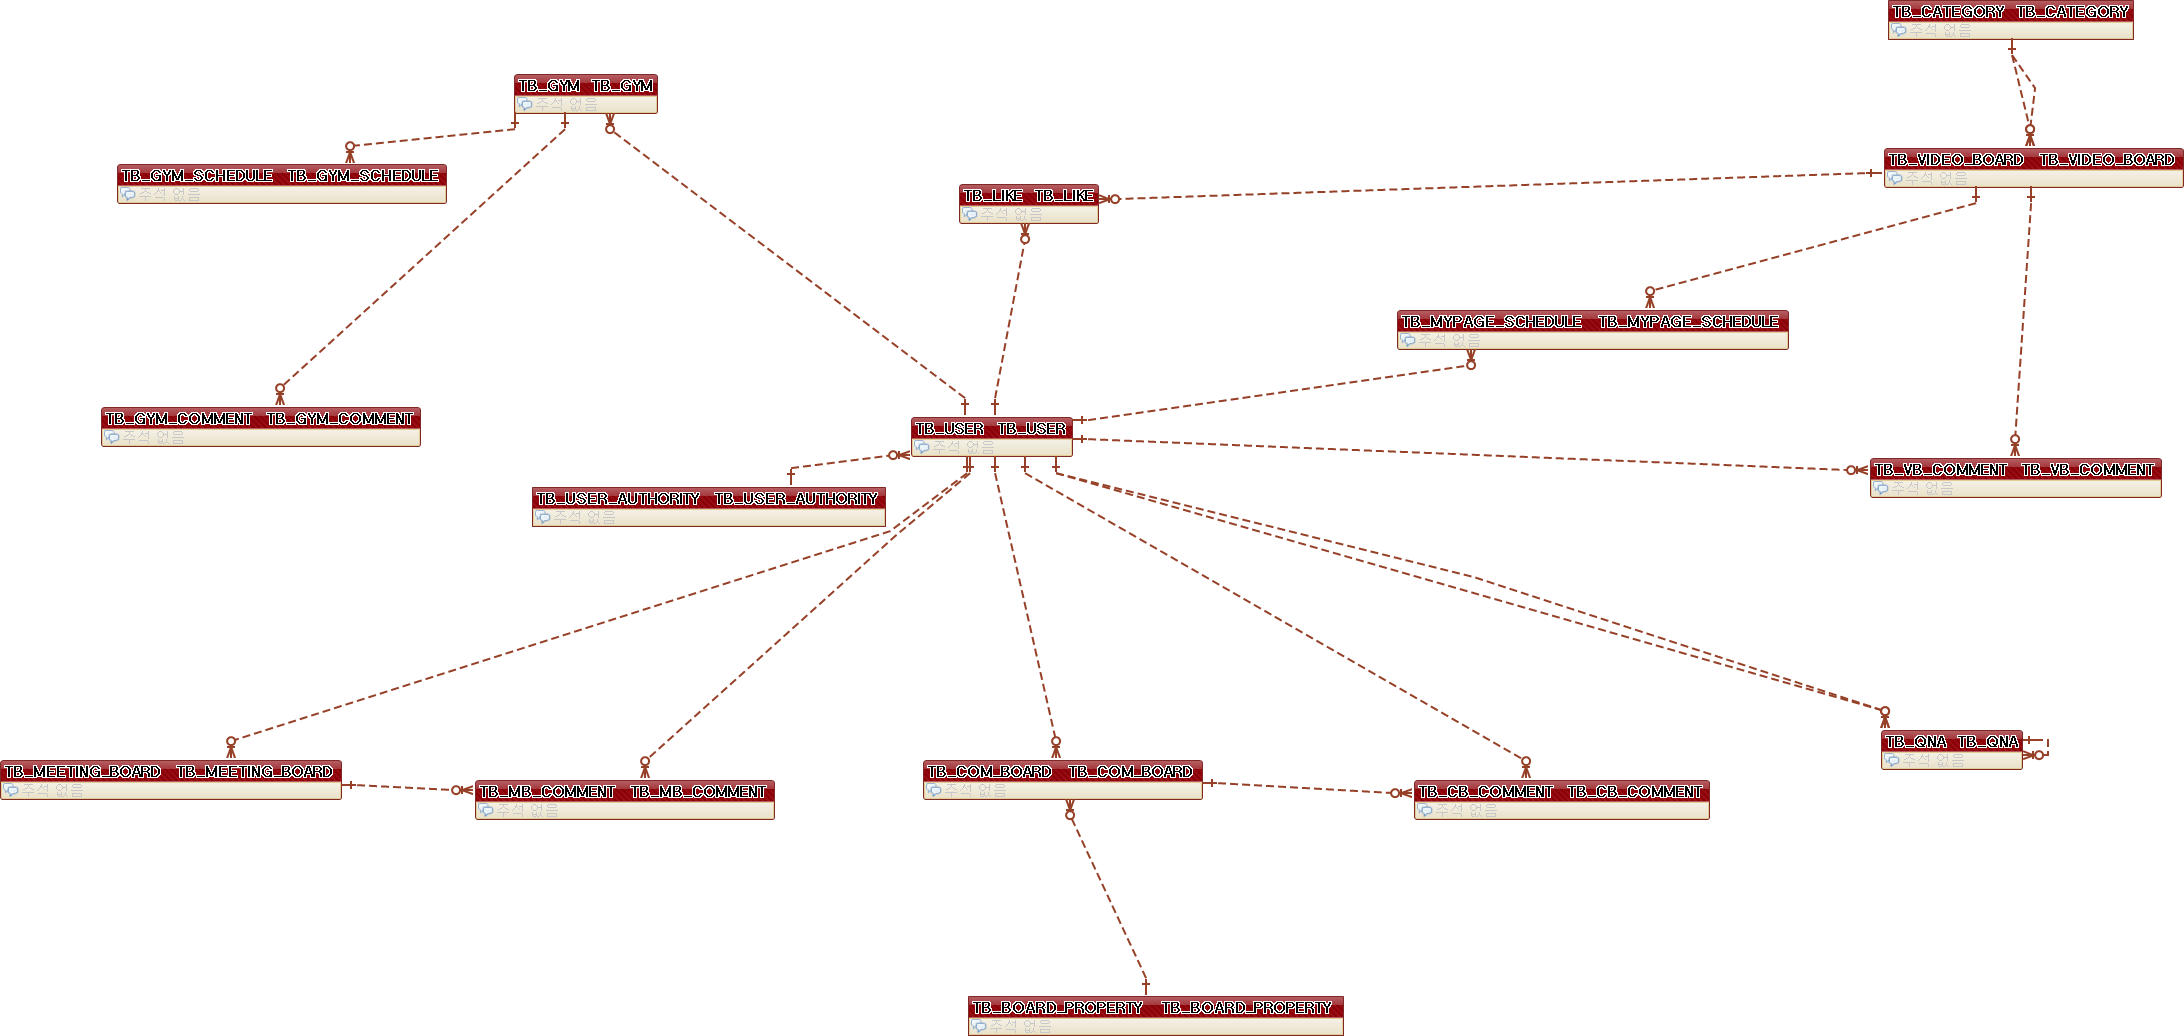 TB_CATEGORY TB_CATEGORY
주석 없음
TB_GYM TB_GYM
주석 없음
TB_VIDEO_BOARD TB_VIDEO_BOARD
주석 없음
TB_GYM_SCHEDULE TB_GYM_SCHEDULE
주석 없음
TB_LIKE TB_LIKE
주석 없음
TB_MYPAGE_SCHEDULE TB_MYPAGE_SCHEDULE
주석 없음
TB_GYM_COMMENT TB_GYM_COMMENT
주석 없음
TB_USER TB_USER
주석 없음
TB_VB_COMMENT TB_VB_COMMENT
주석 없음
TB_USER_AUTHORITY TB_USER_AUTHORITY
주석 없음
TB_QNA TB_QNA
주석 없음
TB_MEETING_BOARD TB_MEETING_BOARD
주석 없음
TB_MB_COMMENT TB_MB_COMMENT
주석 없음
TB_COM_BOARD TB_COM_BOARD
주석 없음
TB_CB_COMMENT TB_CB_COMMENT
주석 없음
TB_BOARD_PROPERTY TB_BOARD_PROPERTY
주석 없음